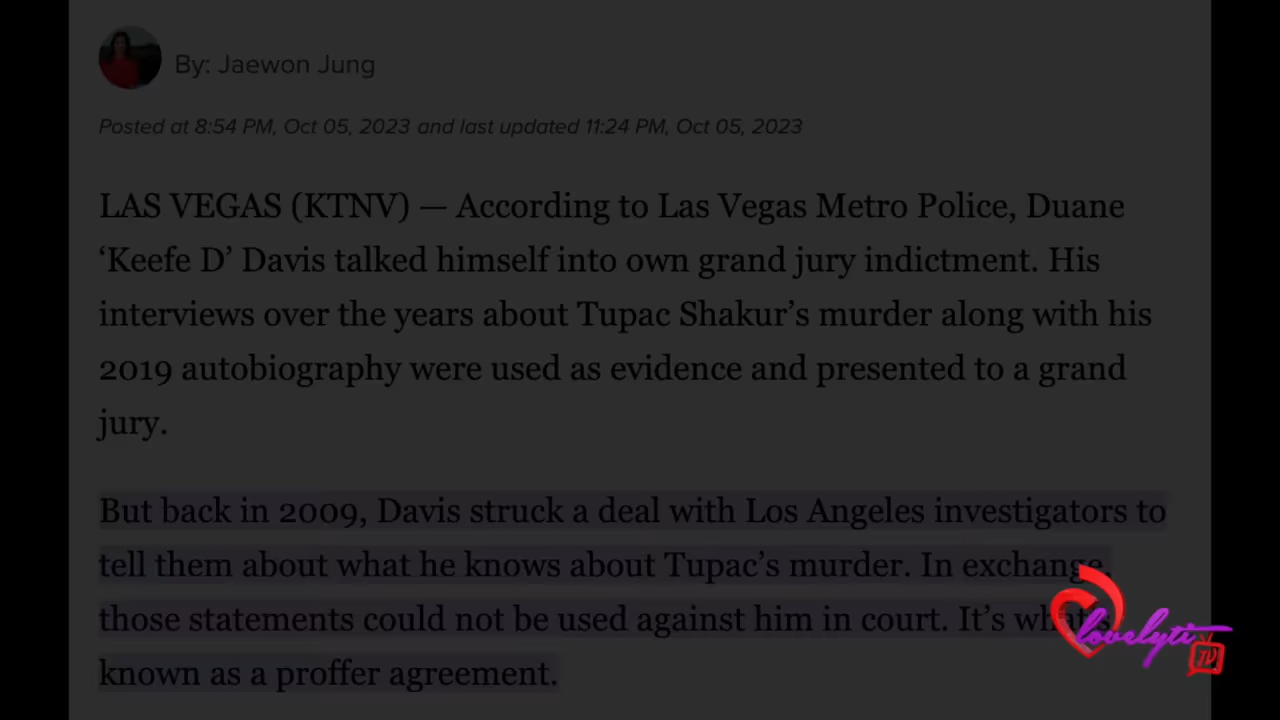 By: Jaewon Jung
Posted at 8:54 PM, Oct 05, 2023 and last updated 11:24 PM, Oct 05, 2023
LAS VEGAS (KTNV) — According to Las Vegas Metro Police, Duane
‘Keefe D’ Davis talked himself into own grand jury indictment. His
interviews over the years about Tupac Shakur’s murder along with his
2019 autobiography were used as evidence and presented to a grand
jury.
But back in 2009, Davis struck a deal with Los Angeles investigators to
tell them about what he knows about Tupac’s murder. In exchange,
those statements could not be used against him in court. It’s what’s
known as a proffer agreement.
lovelyti
TV